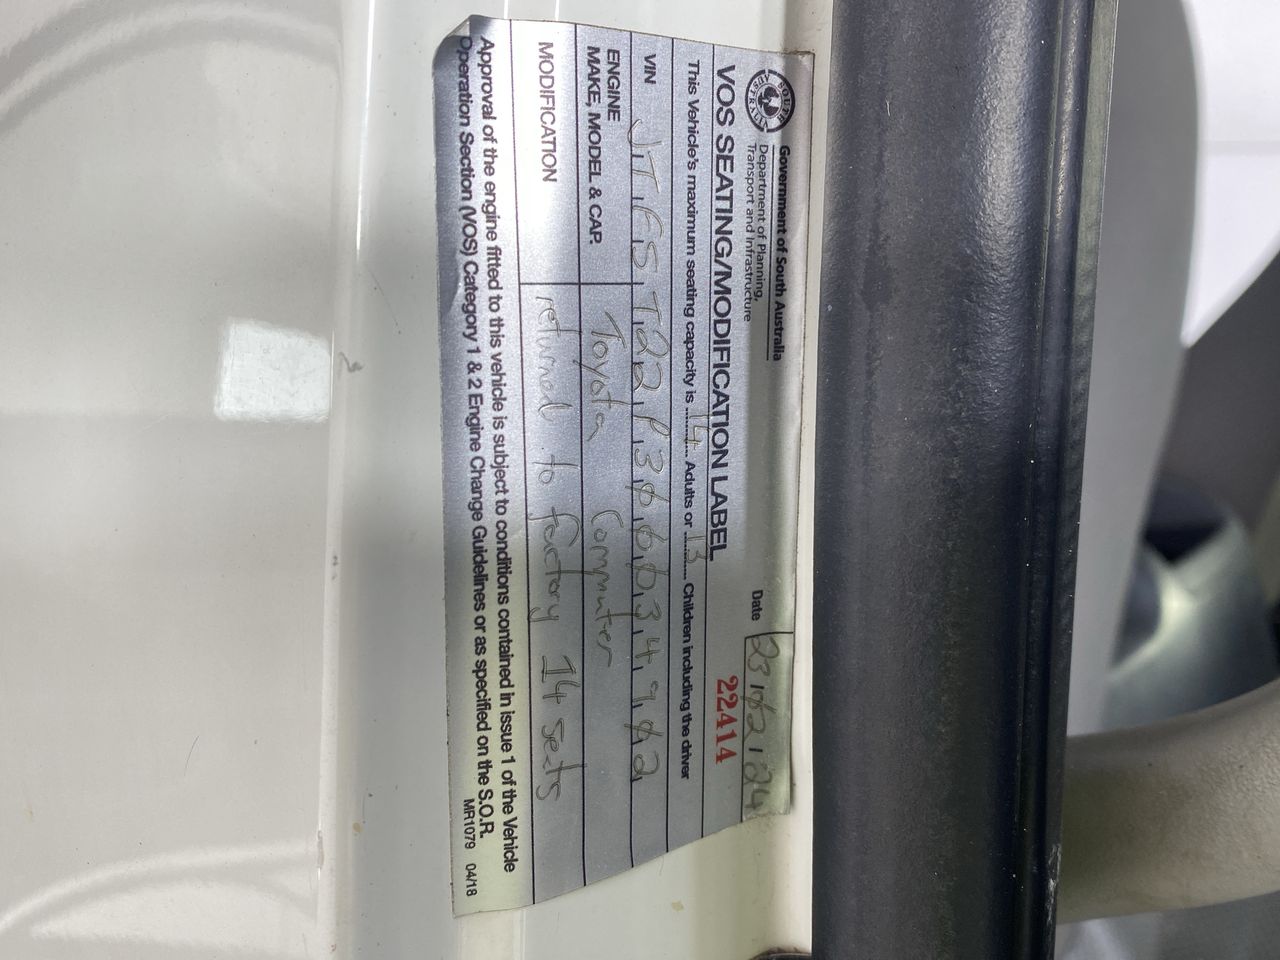 SOUTH AUSTRALIA
Government of South Australia
Department of Planning,
Transport and Infrastructure
Date 23/02/24
VOS SEATING/MODIFICATION LABEL 22414
This Vehicle's maximum seating capacity is 14 Adults or 13 Children including the driver
VIN JTFST22P300034902
ENGINE
MAKE, MODEL & CAP. Toyota Commuter
MODIFICATION returned to factory 14 seats
Approval of the engine fitted to this vehicle is subject to conditions contained in issue 1 of the Vehicle
Operation Section (VOS) Category 1 & 2 Engine Change Guidelines or as specified on the S.O.R.
MR1079 04/18